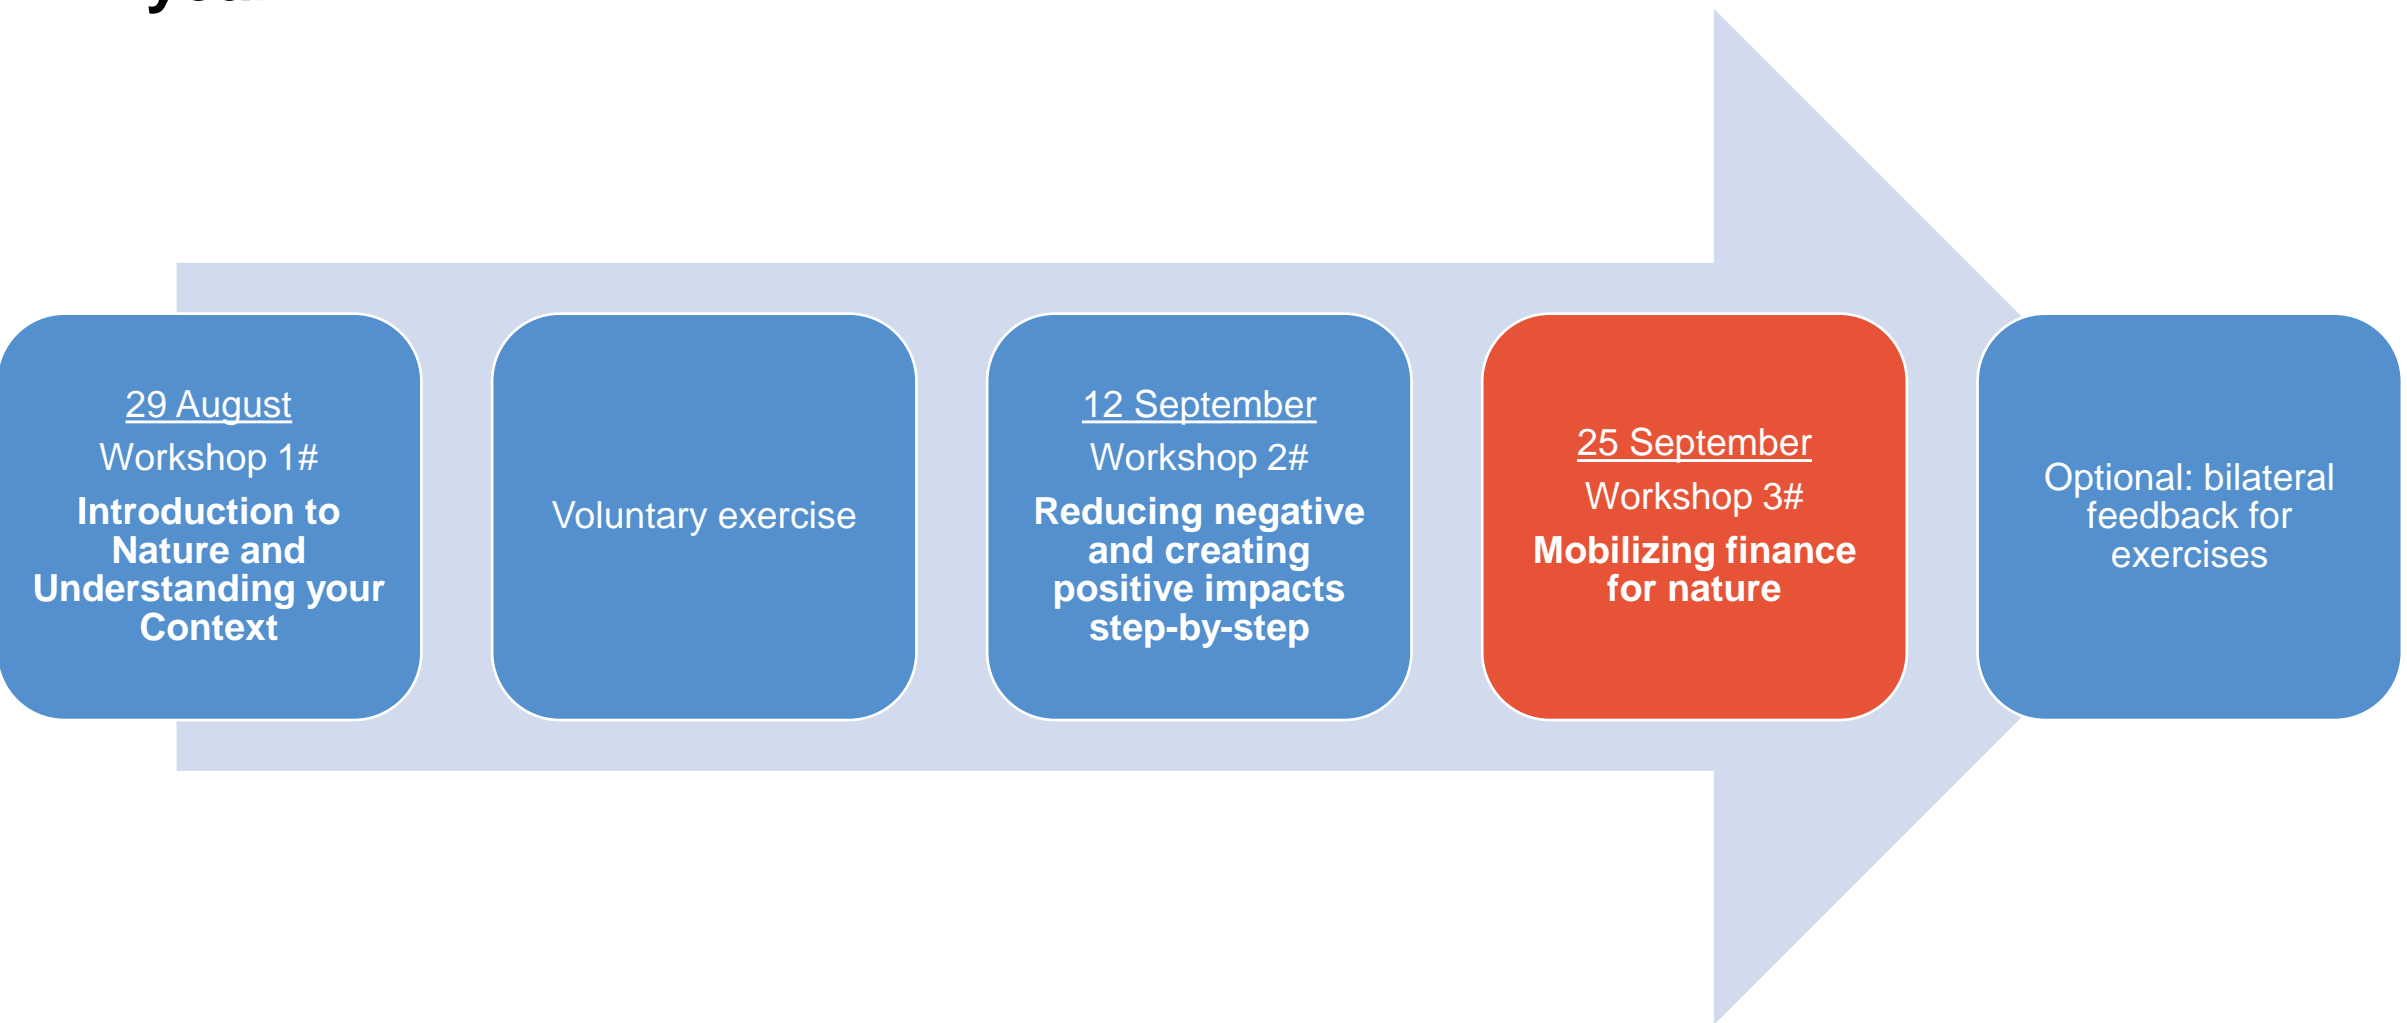 29 August
Workshop 1#
Introduction to
Nature and
Understanding your
Context
Voluntary exercise
12 September
Workshop 2#
Reducing negative
and creating
positive impacts
step-by-step
25 September
Workshop 3#
Mobilizing finance
for nature
Optional: bilateral
feedback for
exercises